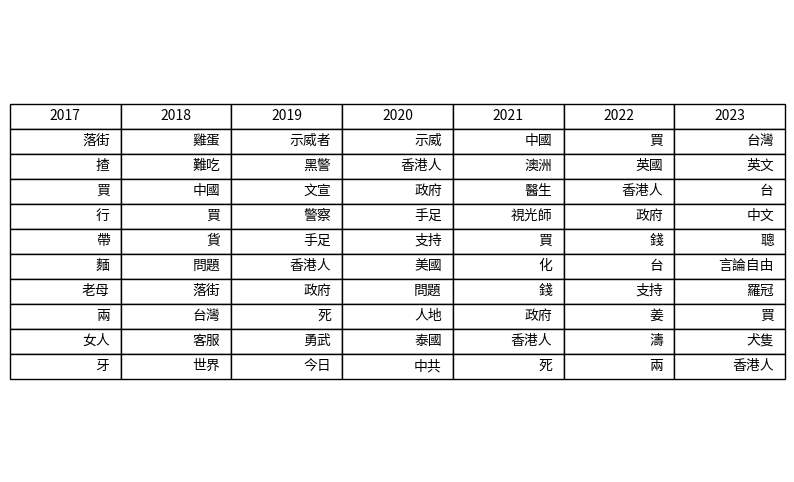 2017 2018 2019 2020 2021 2022 2023
落街 雞蛋 示威者 示威 中國 買 台灣
揸 難吃 黑警 香港人 澳洲 英國 英文
買 中國 文宣 政府 醫生 香港人 台
行 買 警察 手足 視光師 政府 中文
帶 貨 手足 支持 買 錢 聰
麵 問題 香港人 美國 化 台 言論自由
老母 落街 政府 問題 錢 支持 羅冠
兩 台灣 死 人地 政府 姜 買
女人 客服 勇武 泰國 香港人 濤 犬隻
牙 世界 今日 中共 死 兩 香港人